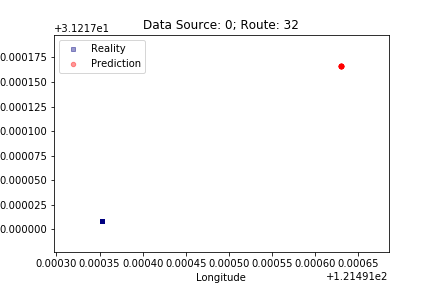 Data Source: 0; Route: 32
+3.1217e1
Reality
Prediction
0.000175
0.000150
0.000125
0.000100
0.000075
0.000050
0.000025
0.000000
0.00030 0.00035 0.00040 0.00045 0.00050 0.00055 0.00060 0.00065
Longitude
+1.21491e2